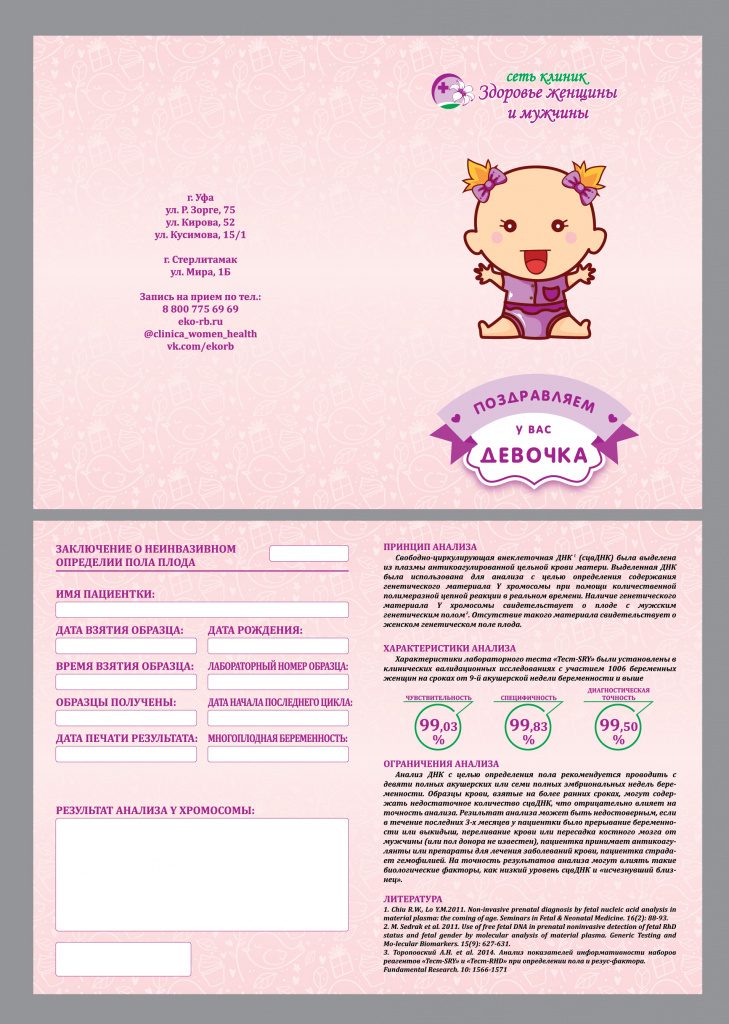 г. Уфа
ул. Р. Зорге, 75
ул. Кирова, 52
ул. Кусимова, 15/1
г. Стерлитамак
ул. Мира, 1Б
Запись на прием по тел.:
8 800 775 69 69
eko-rb.ru
@clinica_women_health
vk.com/ekorb
сеть клиник
Здоровье женщины
и мужчины
ПОЗДРАВЛЯЕМ
У ВАС
ДЕВОЧКА
ЗАКЛЮЧЕНИЕ О НЕИНВАЗИВНОМ
ОПРЕДЕЛИИ ПОЛА ПЛОДА
ИМЯ ПАЦИЕНТКИ:
ДАТА ВЗЯТИЯ ОБРАЗЦА:
ДАТА РОЖДЕНИЯ:
ВРЕМЯ ВЗЯТИЯ ОБРАЗЦА:
ЛАБОРАТОРНЫЙ НОМЕР ОБРАЗЦА:
ОБРАЗЦЫ ПОЛУЧЕНЫ:
ДАТА НАЧАЛА ПОСЛЕДНЕГО ЦИКЛА:
ДАТА ПЕЧАТИ РЕЗУЛЬТАТА:
МНОГОПЛОДНАЯ БЕРЕМЕННОСТЬ:
РЕЗУЛЬТАТ АНАЛИЗА Y ХРОМОСОМЫ:
ПРИНЦИП АНАЛИЗА
Свободно-циркулирующая внеклеточная ДНК¹ (сцвДНК) была выделена
из плазмы антикоагулированной цельной крови матери. Выделенная ДНК
была использована для анализа с целью определения содержания
генетического материала Y хромосомы при помощи количественной
полимеразной цепной реакции в реальном времени. Наличие генетического
материала Y хромосомы свидетельствует о плоде с мужским
генетическим полом². Отсутствие такого материала свидетельствует о
женском генетическом поле плода.
ХАРАКТЕРИСТИКИ АНАЛИЗА
Характеристики лабораторного теста «Тест-SRY» были установлены в
клинических валидационных исследованиях с участием 1006 беременных
женщин на сроках от 9-й акушерской недели беременности и выше
ЧУВСТВИТЕЛЬНОСТЬ
СПЕЦИФИЧНОСТЬ
ДИАГНОСТИЧЕСКАЯ
ТОЧНОСТЬ
99,03
%
99,83
%
99,50
%
ОГРАНИЧЕНИЯ АНАЛИЗА
Анализ ДНК с целью определения пола рекомендуется проводить с
девяти полных акушерских или семи полных эмбриональных недель бере-
менности. Образцы крови, взятые на более ранних сроках, могут содер-
жать недостаточное количество сцвДНК, что отрицательно влияет на
точность анализа. Результат анализа может быть недостоверным, если
в течение последних 3-х месяцев у пациентки было прерывание беременно-
сти или выкидыш, переливание крови или пересадка костного мозга от
мужчины (или пол донора не известен), пациентка принимает антикоагу-
лянты или препараты для лечения заболеваний крови, пациентка страда-
ет гемофилией. На точность результатов анализа могут влиять такие
биологические факторы, как низкий уровень сцвДНК и «исчезнувший близ-
нец».
ЛИТЕРАТУРА
1. Chiu R.W., Lo Y.M.2011. Non-invasive prenatal diagnosis by fetal nucleic acid analysis in
material plasma: the coming of age. Seminars in Fetal & Neonatal Medicine. 16(2): 88-93.
2. M. Sedrak et al. 2011. Use of free fetal DNA in prenatal noninvasive detection of fetal RhD
status and fetal gender by molecular analysis of material plasma. Generic Testing and
Mo-lecular Biomarkers. 15(9): 627-631.
3. Торопоvский А.Н. et al. 2014. Анализ показателей информативности наборов
реагентов «Тест-SRY» и «Тест-RHD» при определении пола и резус-фактора.
Fundamental Research. 10: 1566-1571